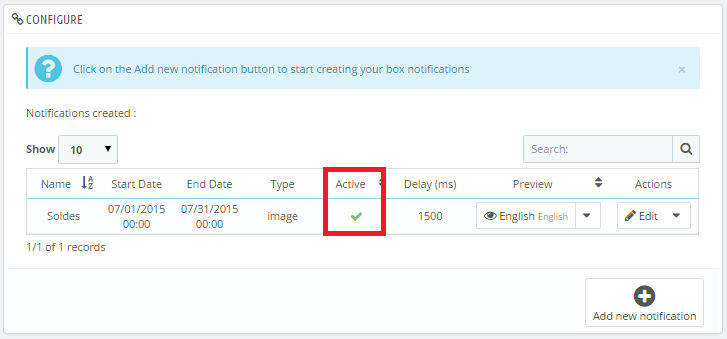 CONFIGURE
Click on the Add new notification button to start creating your box notifications
Notifications created :
Show 10 Search:
Name Start Date End Date Type Active Delay (ms) Preview Actions
Soldes 07/01/2015 00:00 07/31/2015 00:00 image 1500 English English Edit
1/1 of 1 records
Add new notification